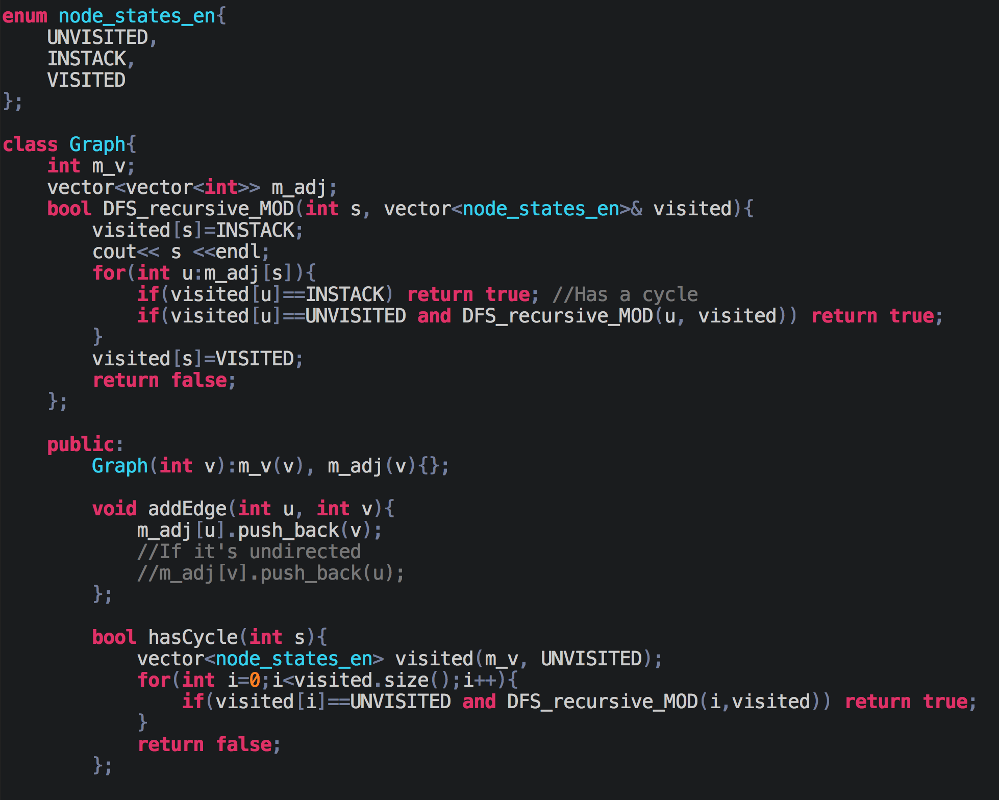 enum node_states_en{
    UNVISITED,
    INSTACK,
    VISITED
};

class Graph{
    int m_v;
    vector<vector<int>> m_adj;
    bool DFS_recursive_MOD(int s, vector<node_states_en>& visited){
        visited[s]=INSTACK;
        cout<< s <<endl;
        for(int u:m_adj[s]){
            if(visited[u]==INSTACK) return true; //Has a cycle
            if(visited[u]==UNVISITED and DFS_recursive_MOD(u, visited)) return true;
        }
        visited[s]=VISITED;
        return false;
    };

    public:
        Graph(int v):m_v(v), m_adj(v){};

        void addEdge(int u, int v){
            m_adj[u].push_back(v);
            //If it's undirected
            //m_adj[v].push_back(u);
        };

        bool hasCycle(int s){
            vector<node_states_en> visited(m_v, UNVISITED);
            for(int i=0;i<visited.size();i++){
                if(visited[i]==UNVISITED and DFS_recursive_MOD(i,visited)) return true;
            }
            return false;
        };